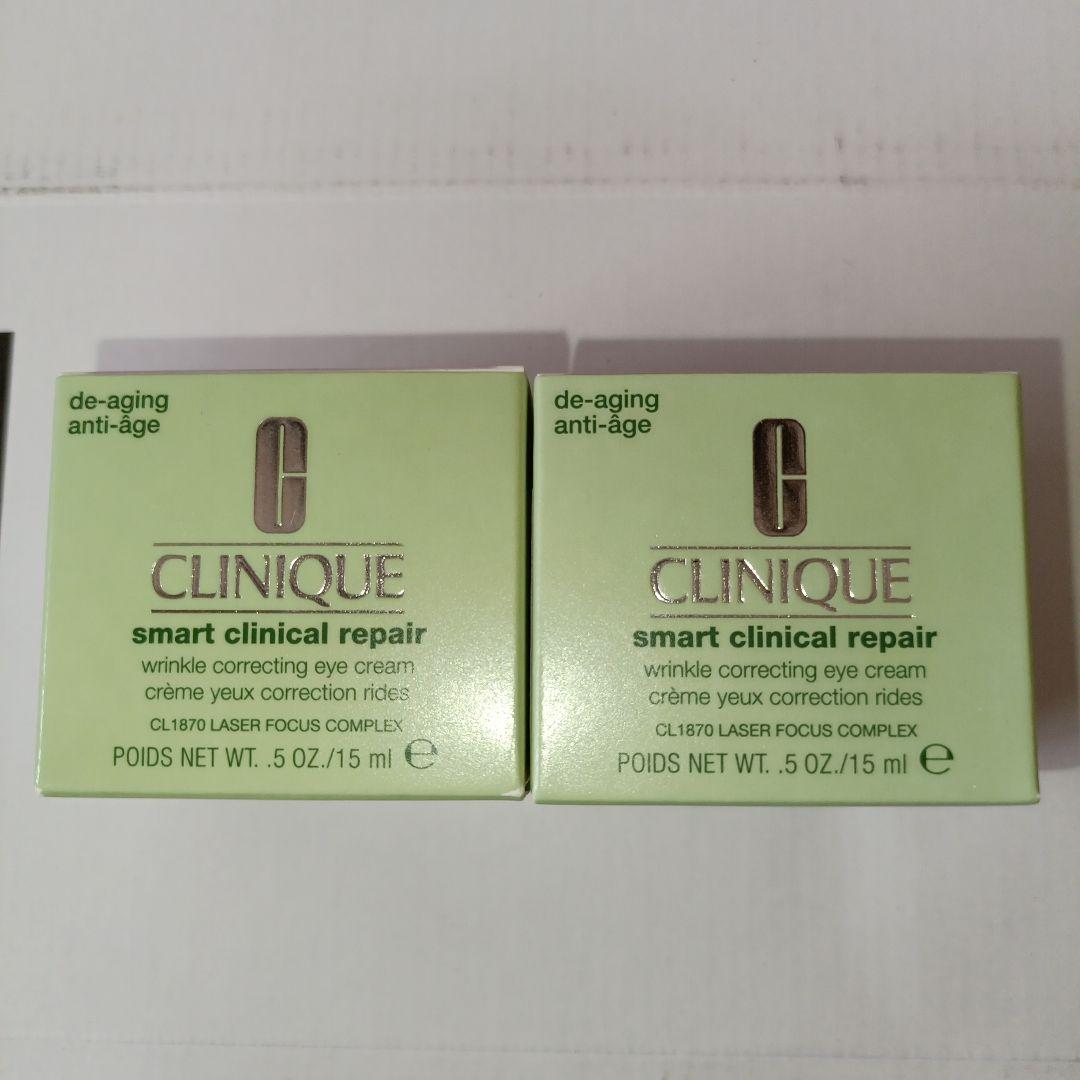 de-aging
anti-âge
C
CLINIQUE
smart clinical repair
wrinkle correcting eye cream
crème yeux correction rides
CL1870 LASER FOCUS COMPLEX
POIDS NET WT. .5 OZ./15 ml ℮
de-aging
anti-âge
C
CLINIQUE
smart clinical repair
wrinkle correcting eye cream
crème yeux correction rides
CL1870 LASER FOCUS COMPLEX
POIDS NET WT. .5 OZ./15 ml ℮